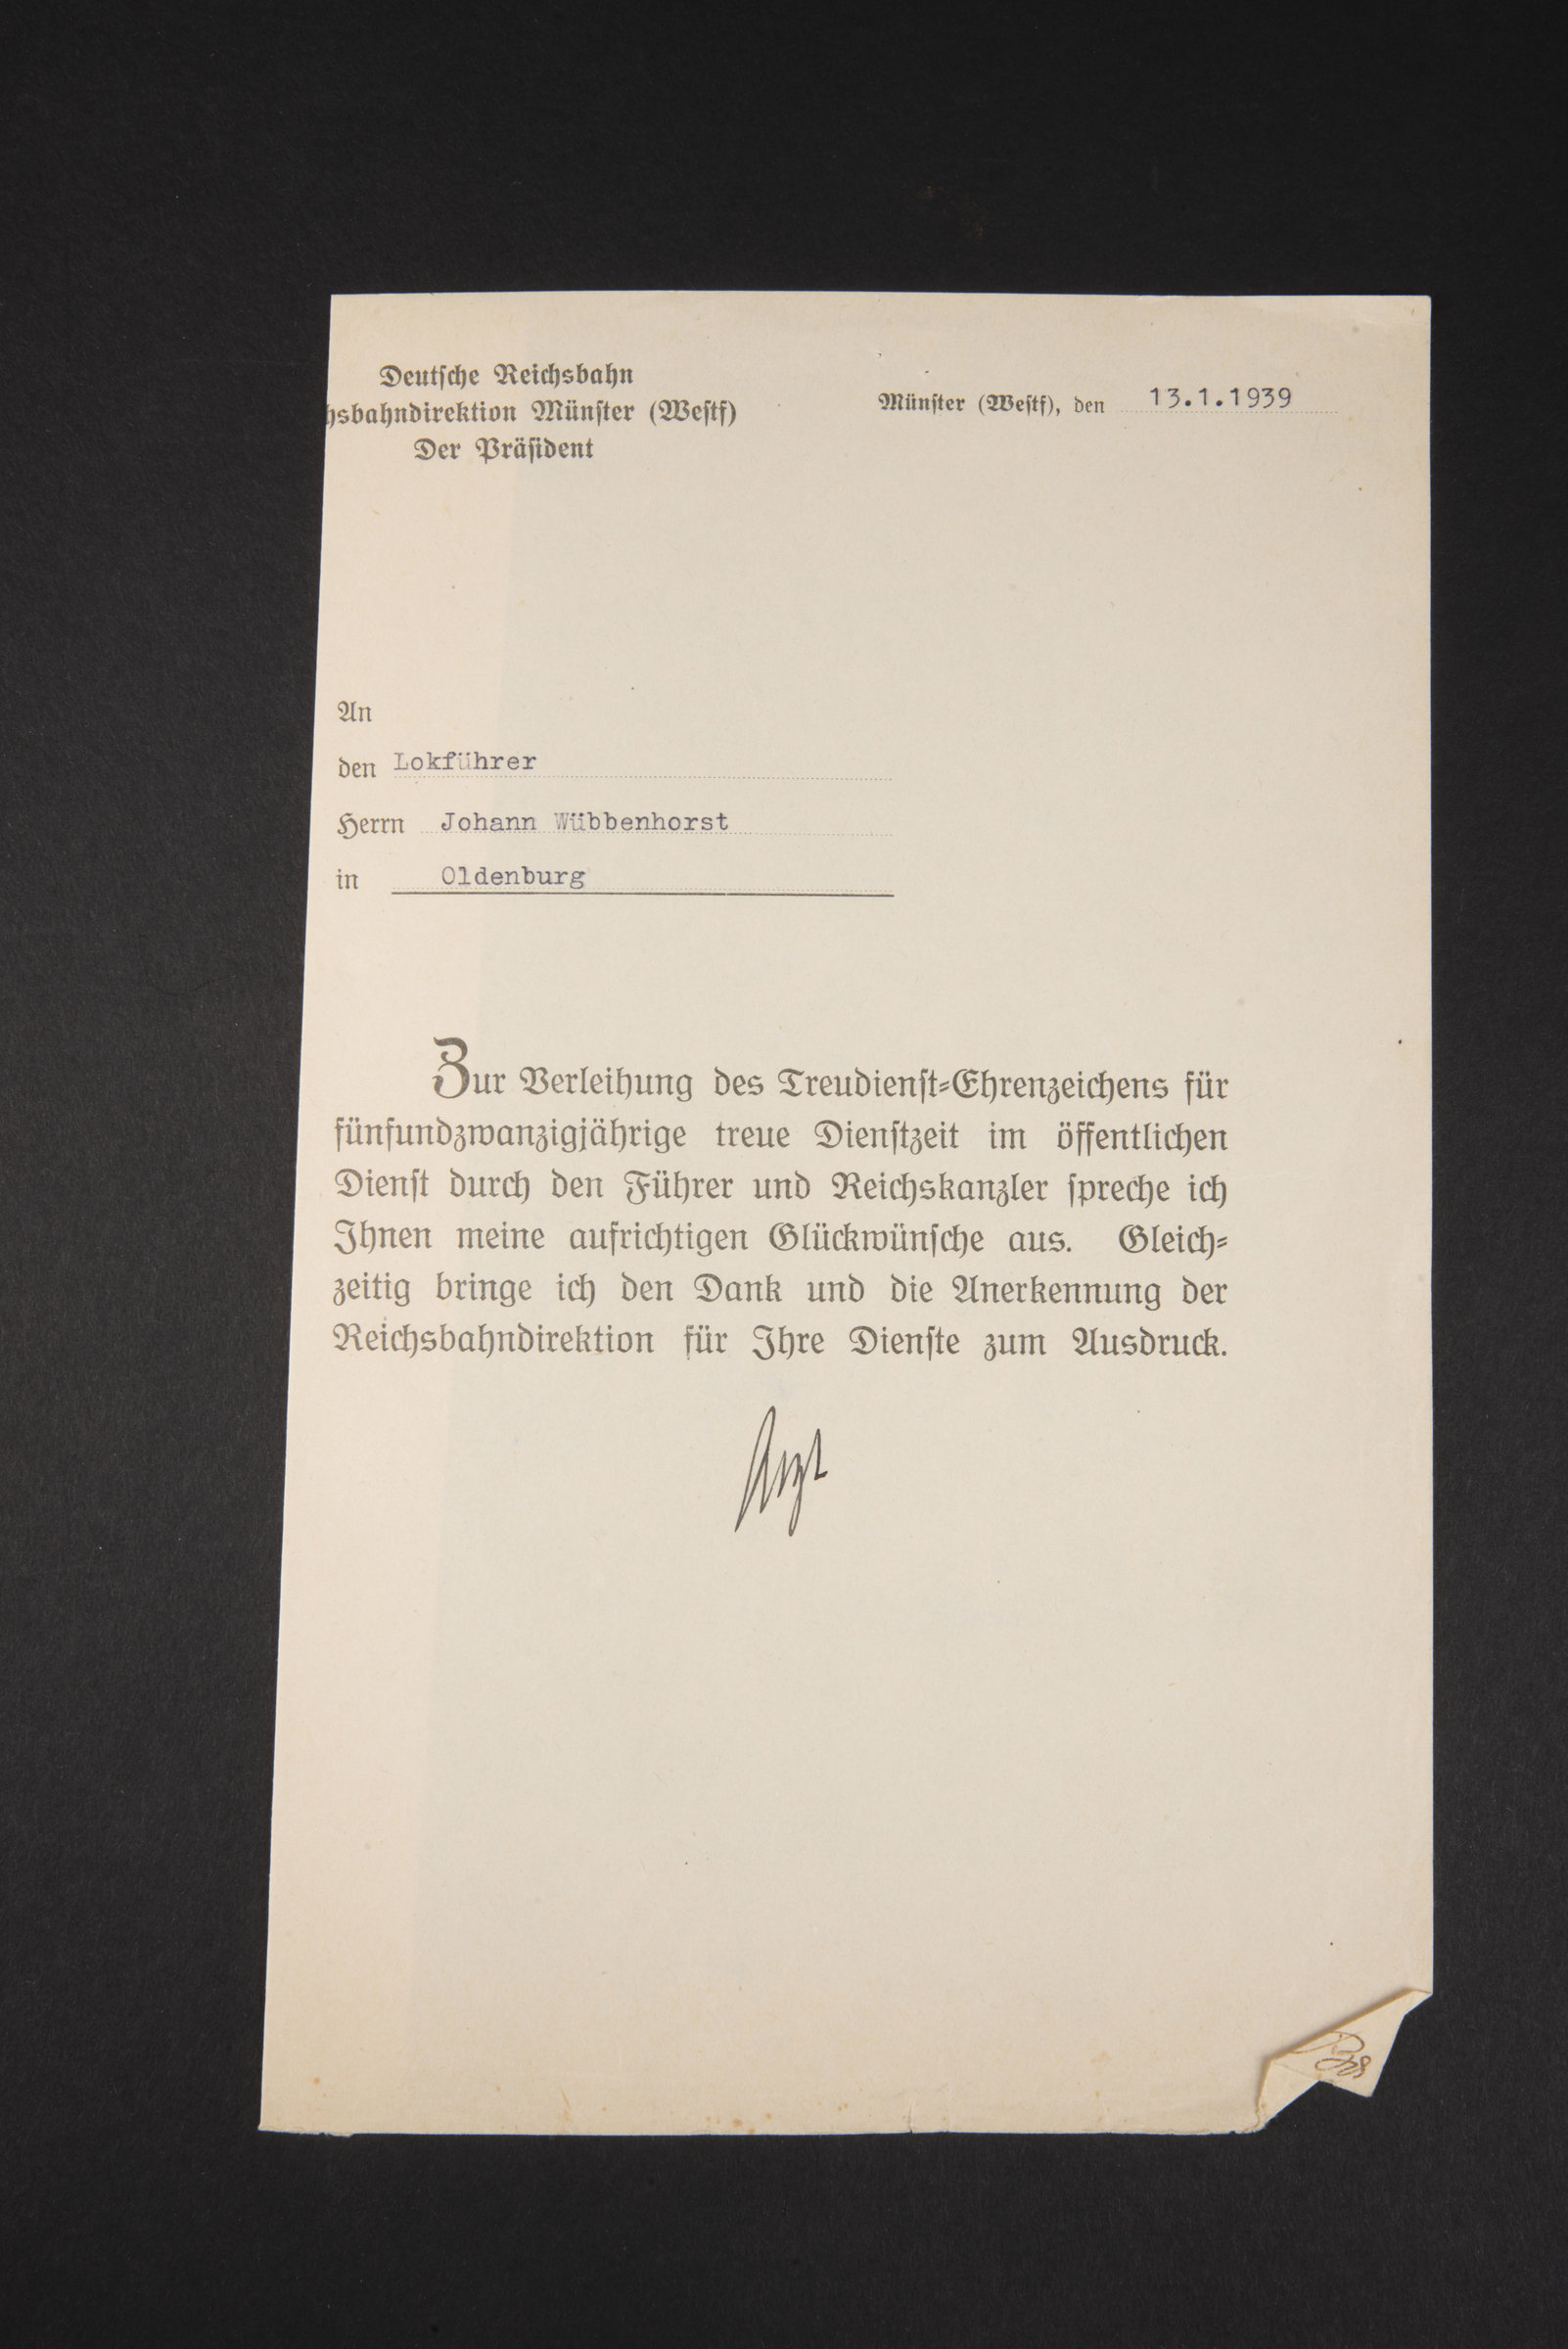 Deutsche Reichsbahn
hsbahndirektion Münster (Westf)
Der Präsident
Münster (Westf), den 13.1.1939
An
den Lokführer
Herrn Johann Wübbenhorst
in Oldenburg
Zur Verleihung des Treudienst-Ehrenzeichens für
fünfundzwanzigjährige treue Dienstzeit im öffentlichen
Dienst durch den Führer und Reichskanzler spreche ich
Ihnen meine aufrichtigen Glückwünsche aus. Gleich-
zeitig bringe ich den Dank und die Anerkennung der
Reichsbahndirektion für Ihre Dienste zum Ausdruck.